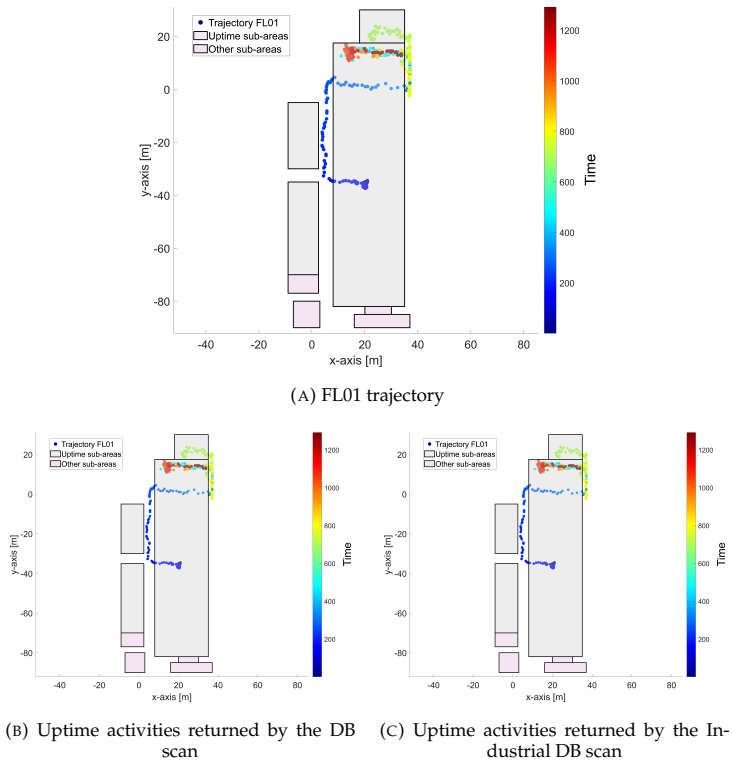 Trajectory FL01
Uptime sub-areas
Other sub-areas
20
0
-20
-40
-60
-80
y-axis [m]
-40
-20
0
20
40
60
80
x-axis [m]
1200
1000
800
600
400
200
Time
(A) FL01 trajectory
Trajectory FL01
Uptime sub-areas
Other sub-areas
20
0
-20
-40
-60
-80
y-axis [m]
-40
-20
0
20
40
60
80
x-axis [m]
1200
1000
800
600
400
200
Time
(B) Uptime activities returned by the DB
scan
Trajectory FL01
Uptime sub-areas
Other sub-areas
20
0
-20
-40
-60
-80
y-axis [m]
-40
-20
0
20
40
60
80
x-axis [m]
1200
1000
800
600
400
200
Time
(C) Uptime activities returned by the In-
dustrial DB scan